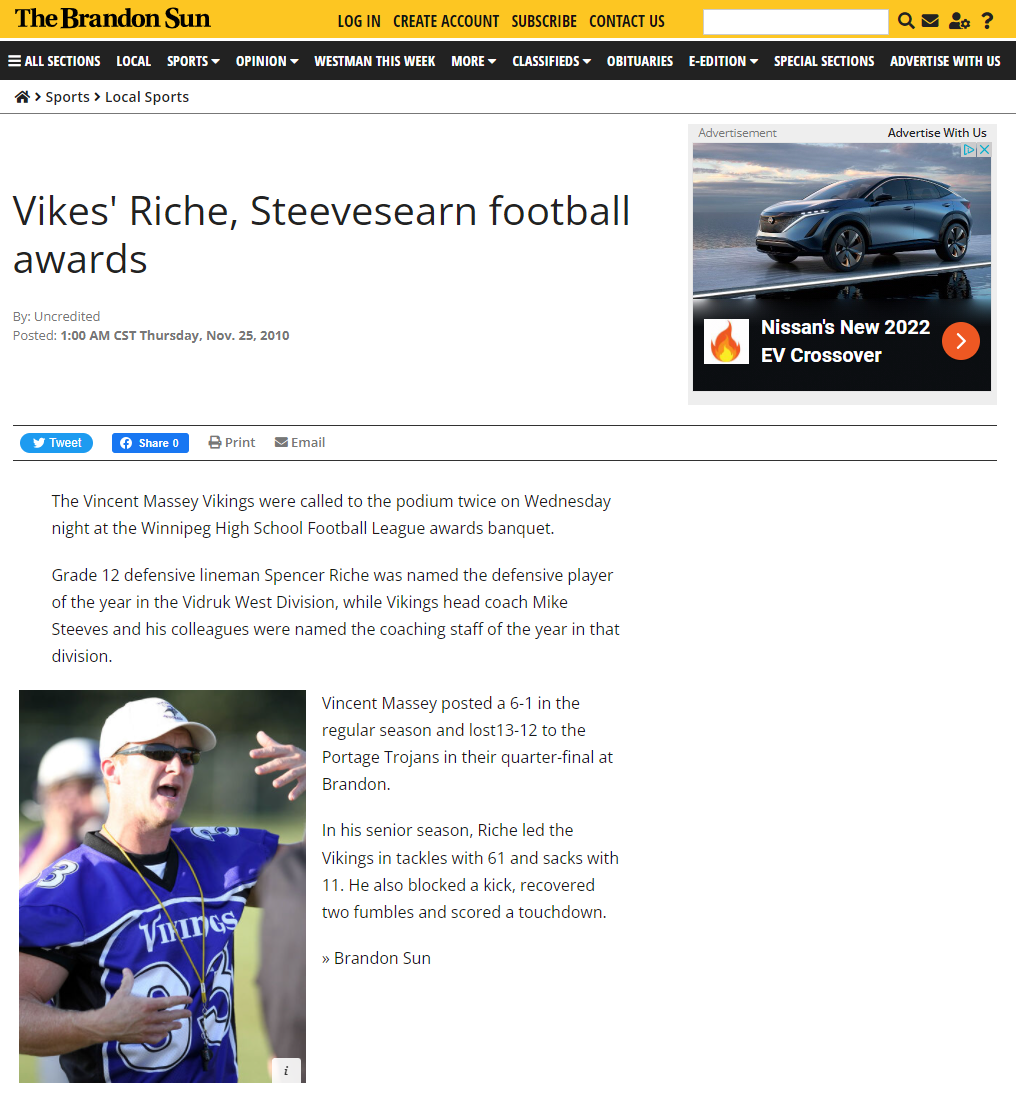 The Brandon Sun
LOG IN CREATE ACCOUNT SUBSCRIBE CONTACT US
ALL SECTIONS LOCAL SPORTS OPINION WESTMAN THIS WEEK MORE CLASSIFIEDS OBITUARIES E-EDITION SPECIAL SECTIONS ADVERTISE WITH US
Sports Local Sports
Advertisement Advertise With Us
Nissan's New 2022
EV Crossover
Vikes' Riche, Steevesearn football
awards
By: Uncredited
Posted: 1:00 AM CST Thursday, Nov. 25, 2010
Tweet Share 0 Print Email
The Vincent Massey Vikings were called to the podium twice on Wednesday
night at the Winnipeg High School Football League awards banquet.
Grade 12 defensive lineman Spencer Riche was named the defensive player
of the year in the Vidruk West Division, while Vikings head coach Mike
Steeves and his colleagues were named the coaching staff of the year in that
division.
Vincent Massey posted a 6-1 in the
regular season and lost13-12 to the
Portage Trojans in their quarter-final at
Brandon.
In his senior season, Riche led the
Vikings in tackles with 61 and sacks with
11. He also blocked a kick, recovered
two fumbles and scored a touchdown.
» Brandon Sun
VIKINGS
i